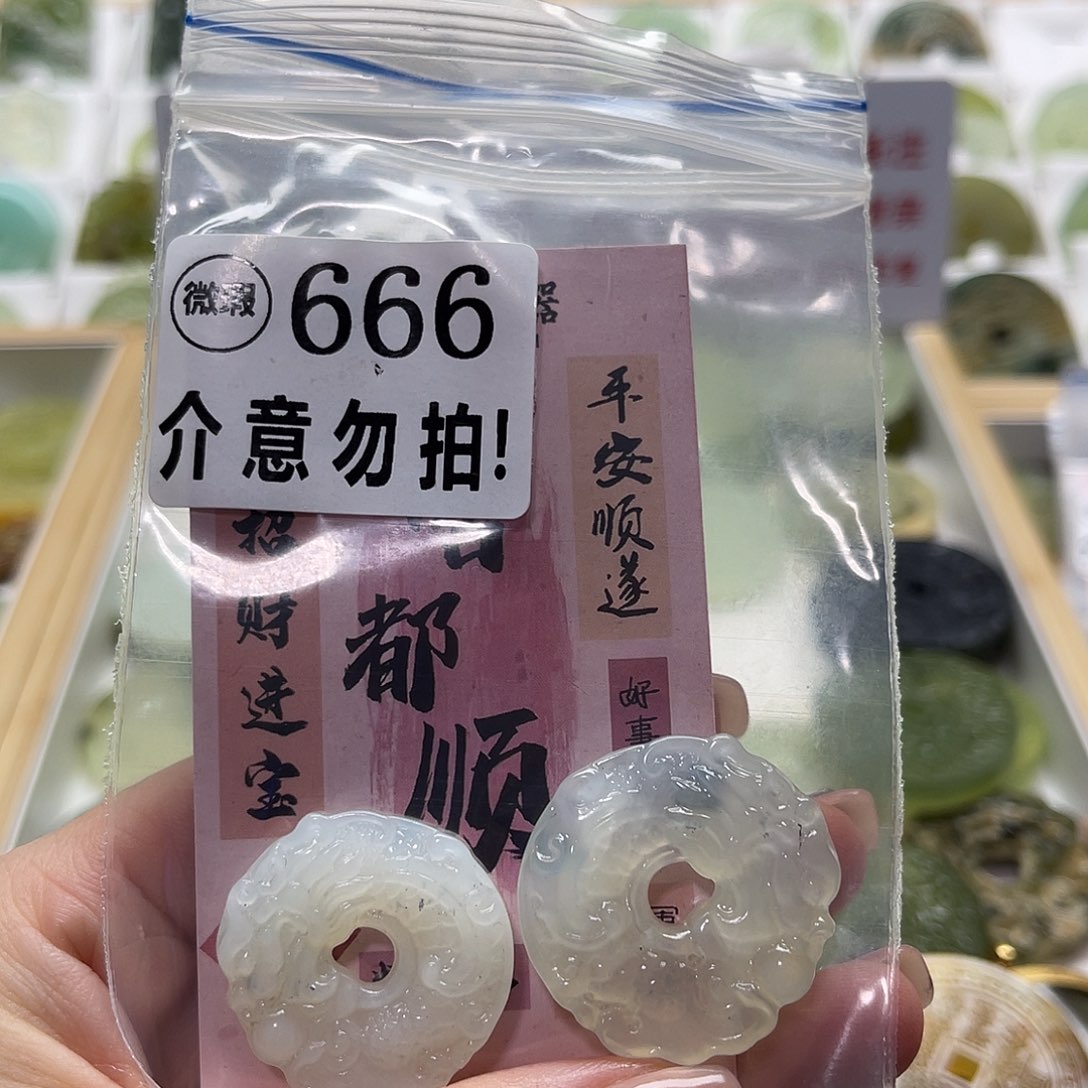 微瑕 666
介意勿拍!
器
平安顺遂
招财进宝
都顺
好事